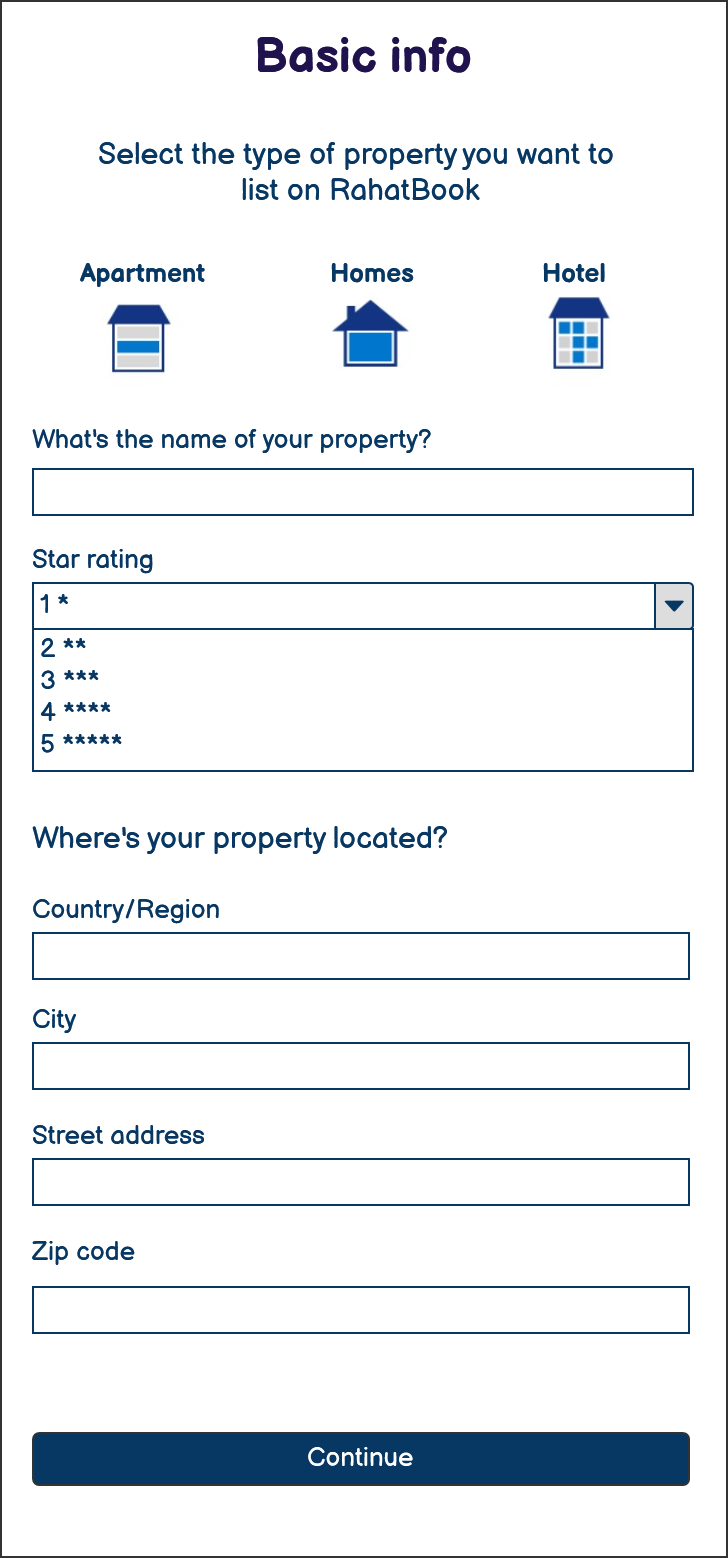 Basic info
Select the type of property you want to
list on RahatBook
Apartment Homes Hotel
What's the name of your property?
Star rating
1 *
2 **
3 ***
4 ****
5 *****
Where's your property located?
Country/Region
City
Street address
Zip code
Continue